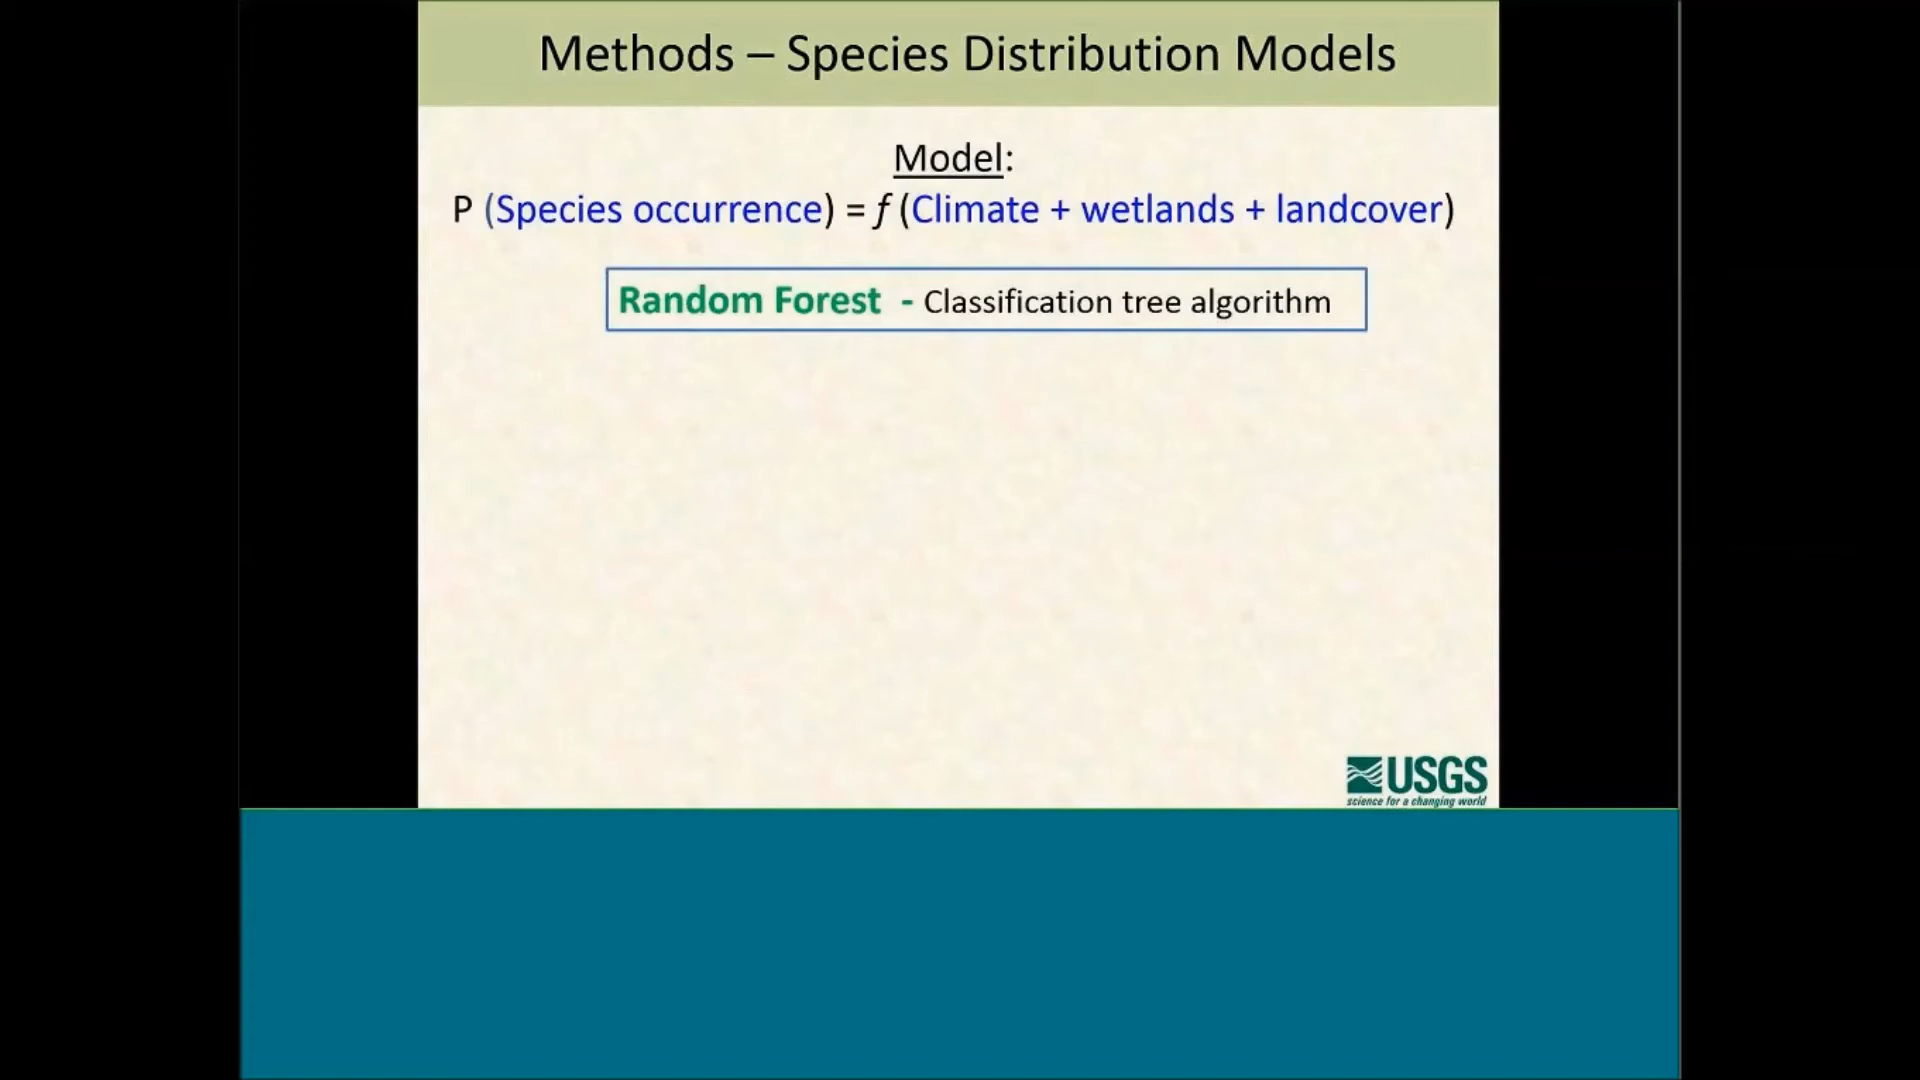 Methods – Species Distribution Models
Model:
P (Species occurrence) = f (Climate + wetlands + landcover)
Random Forest - Classification tree algorithm
USGS
science for a changing world